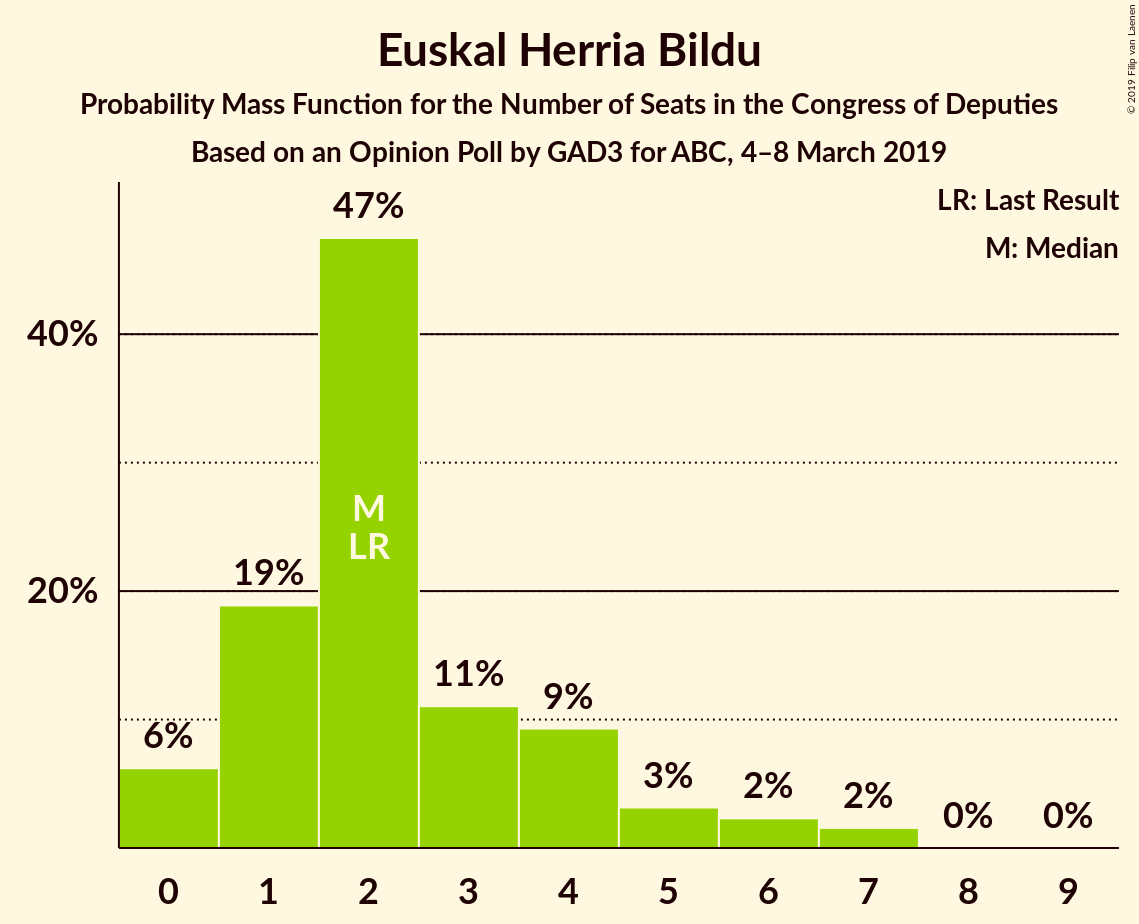 Euskal Herria Bildu
Probability Mass Function for the Number of Seats in the Congress of Deputies
Based on an Opinion Poll by GAD3 for ABC, 4–8 March 2019
© 2019 Filip van Laenen
LR: Last Result
M: Median
40%
20%
6%
19%
47%
M
LR
11%
9%
3%
2%
2%
0%
0%
0 1 2 3 4 5 6 7 8 9